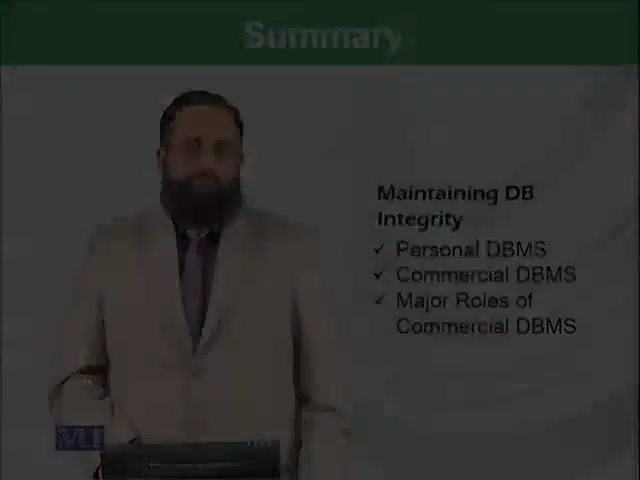 Summary
Maintaining DB
Integrity
✓ Personal DBMS
✓ Commercial DBMS
✓ Major Roles of
Commercial DBMS